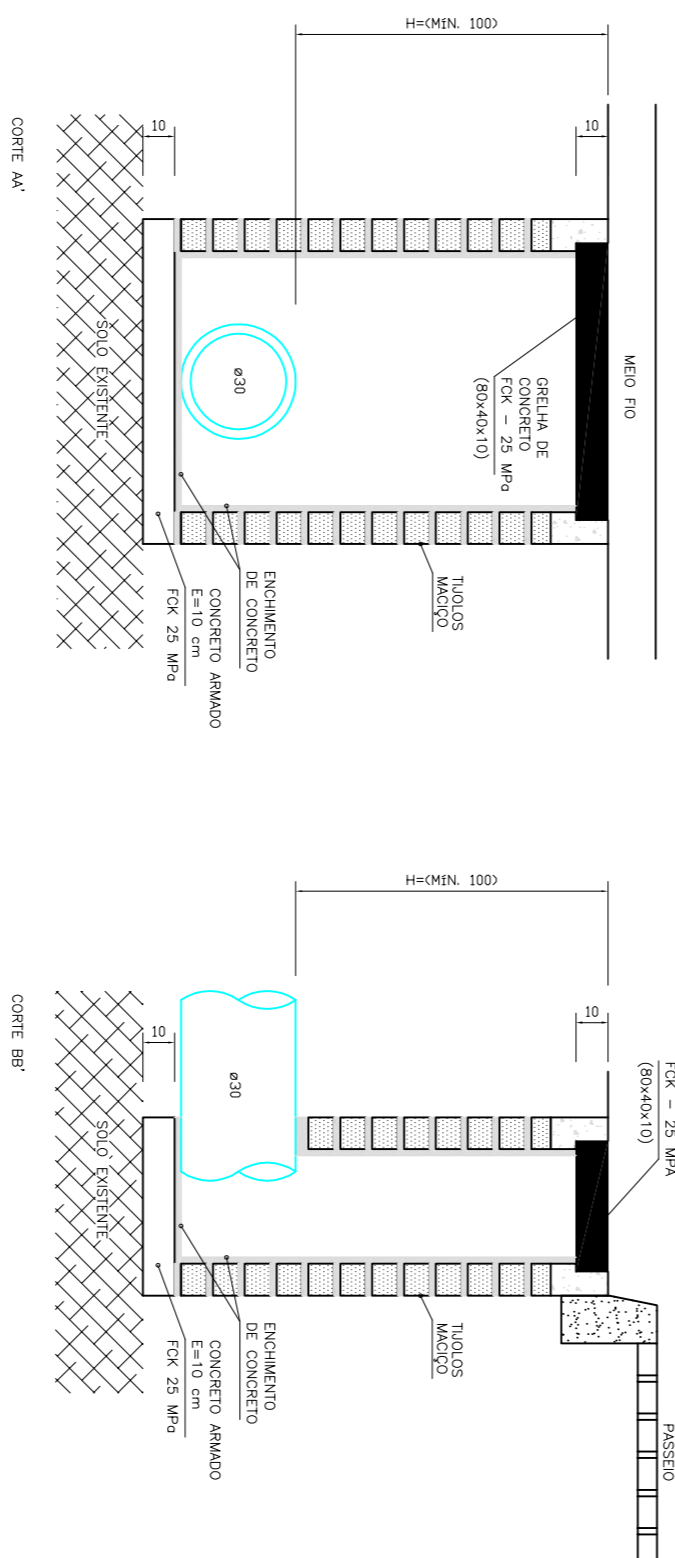 H=(MÍN. 100)
10
10
MEIO FIO
GRELHA DE
CONCRETO
FCK - 25 MPa
(80x40x10)
ø30
TIJOLOS
MACIÇO
ENCHIMENTO
DE CONCRETO
CONCRETO ARMADO
E=10 cm
FCK 25 MPa
SOLO EXISTENTE
CORTE AA'
H=(MÍN. 100)
10
10
FCK - 25 MPA
(80x40x10)
PASSEIO
ø30
TIJOLOS
MACIÇO
ENCHIMENTO
DE CONCRETO
CONCRETO ARMADO
E=10 cm
FCK 25 MPa
SOLO EXISTENTE
CORTE BB'